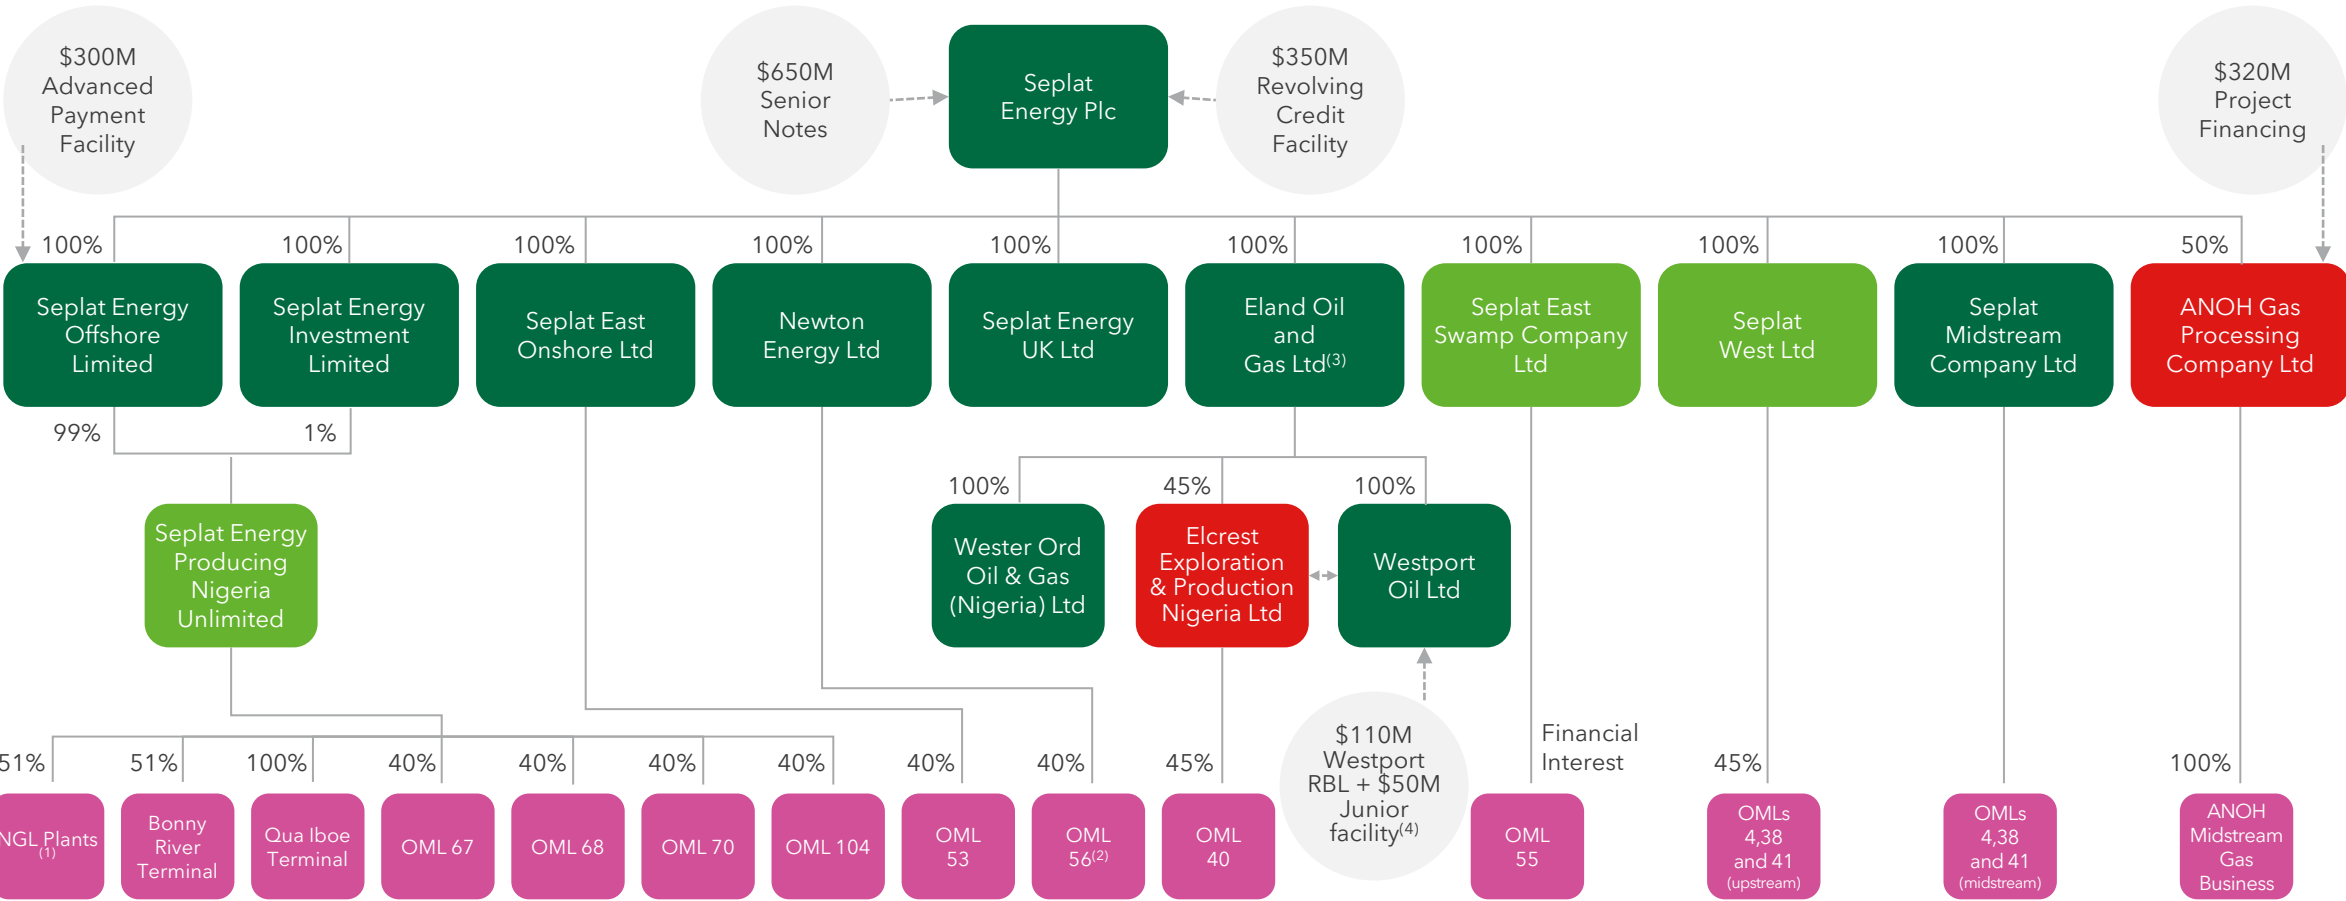 $300M
Advanced
Payment
Facility
$650M
Senior
Notes
Seplat
Energy Plc
$350M
Revolving
Credit
Facility
$320M
Project
Financing
100%
100%
100%
100%
100%
100%
100%
100%
100%
50%
Seplat Energy
Offshore
Limited
Seplat Energy
Investment
Limited
Seplat East
Onshore Ltd
Newton
Energy Ltd
Seplat Energy
UK Ltd
Eland Oil
and
Gas Ltd(3)
Seplat East
Swamp Company
Ltd
Seplat
West Ltd
Seplat
Midstream
Company Ltd
ANOH Gas
Processing
Company Ltd
99%
1%
100%
45%
100%
Seplat Energy
Producing
Nigeria
Unlimited
Wester Ord
Oil & Gas
(Nigeria) Ltd
Elcrest
Exploration
& Production
Nigeria Ltd
Westport
Oil Ltd
$110M
Westport
RBL + $50M
Junior
facility(4)
Financial
Interest
51%
51%
100%
40%
40%
40%
40%
40%
40%
45%
45%
100%
NGL Plants
(1)
Bonny
River
Terminal
Qua Iboe
Terminal
OML 67
OML 68
OML 70
OML 104
OML
53
OML
56(2)
OML
40
OML
55
OMLs
4,38
and 41
(upstream)
OMLs
4,38
and 41
(midstream)
ANOH
Midstream
Gas
Business